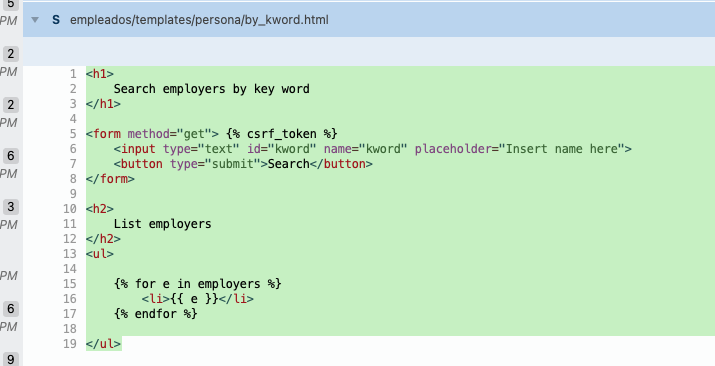 5
PM
S empleados/templates/persona/by_kword.html
2
PM
1 <h1>
2 Search employers by key word
3 </h1>
2
4
PM
5 <form method="get"> {% csrf_token %}
6 <input type="text" id="kword" name="kword" placeholder="Insert name here">
6
7 <button type="submit">Search</button>
PM
8 </form>
9
3
10 <h2>
PM
11 List employers
12 </h2>
13 <ul>
PM
14
15 {% for e in employers %}
6
16 <li>{{ e }}</li>
PM
17 {% endfor %}
18
19 </ul>
9